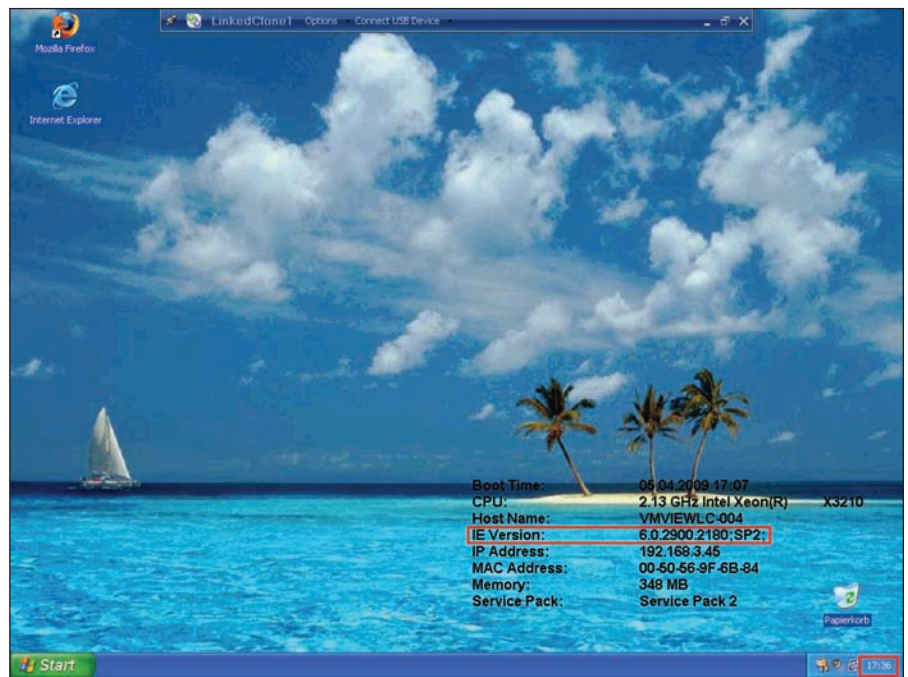 LinkedClone1 Options Connect USB Device
Mozilla Firefox
Internet Explorer
Boot Time: 05.04.2009 17:07
CPU: 2.13 GHz Intel Xeon(R) X3210
Host Name: VMVIEWLC-004
IE Version: 6.0.2900.2180;SP2;
IP Address: 192.168.3.45
MAC Address: 00-50-56-9F-6B-84
Memory: 348 MB
Service Pack: Service Pack 2
Papierkorb
Start
17:36